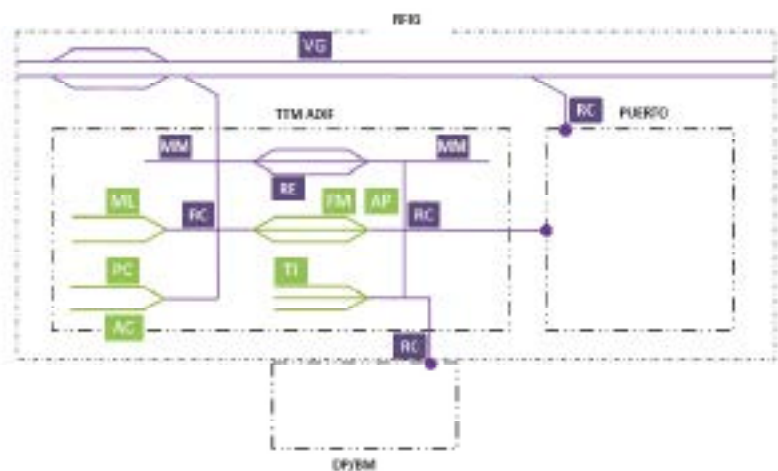 RFIG
VG
TTM ADIF
RC
PUERTO
MM
MM
RE
ML
RC
FM
AP
RC
PC
TI
AC
RC
DP/BM